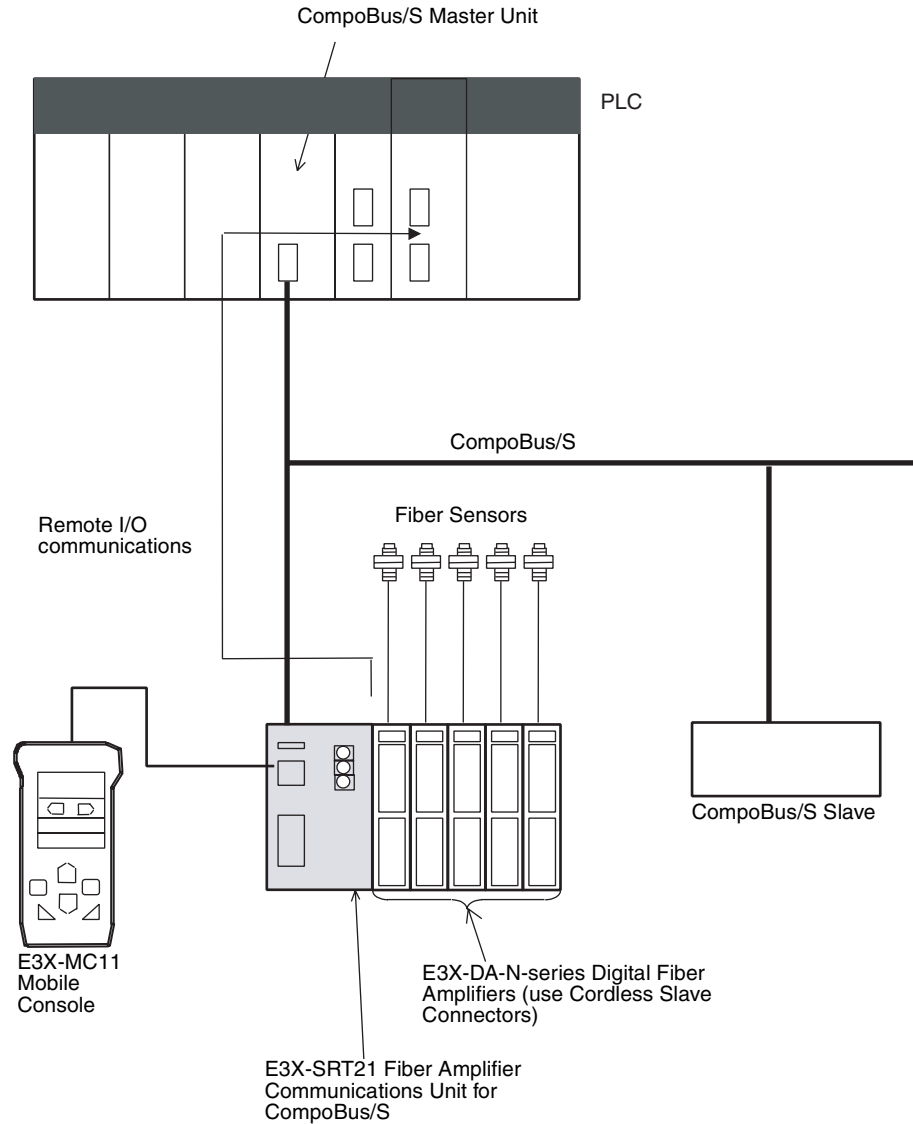 CompoBus/S Master Unit
PLC
CompoBus/S
Remote I/O
communications
Fiber Sensors
CompoBus/S Slave
E3X-MC11
Mobile
Console
E3X-DA-N-series Digital Fiber
Amplifiers (use Cordless Slave
Connectors)
E3X-SRT21 Fiber Amplifier
Communications Unit for
CompoBus/S